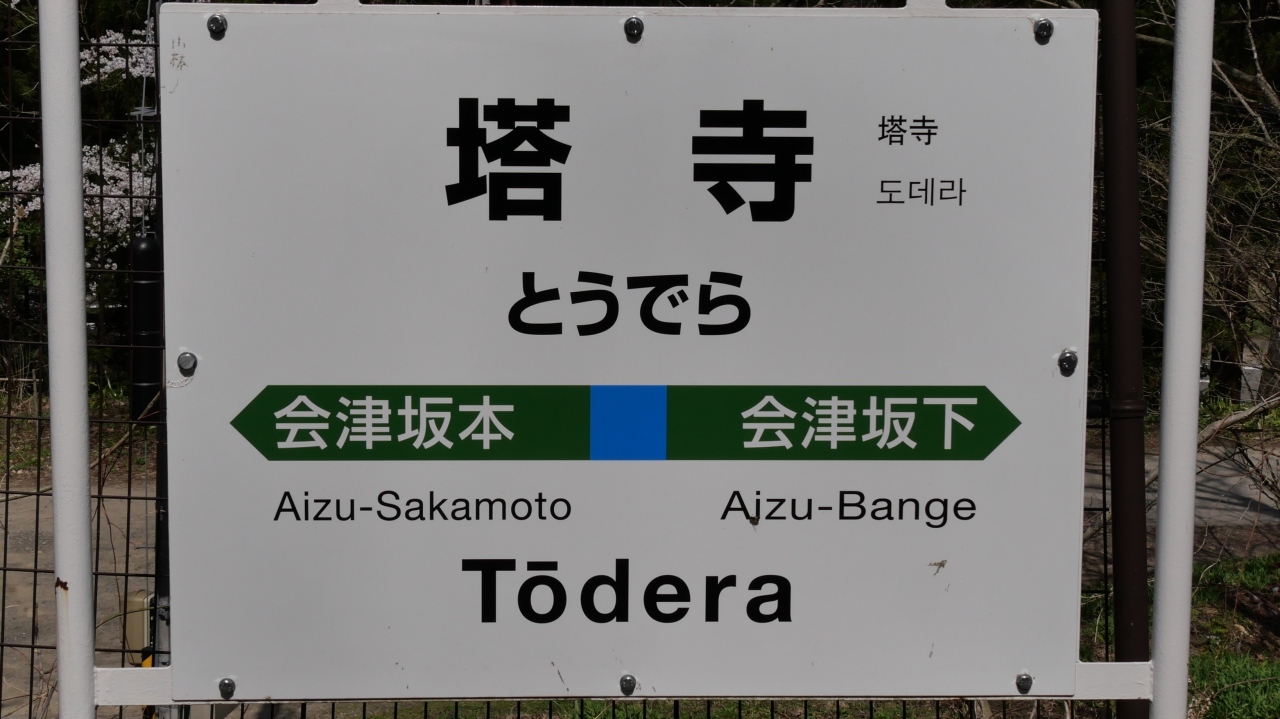 塔寺
塔寺
도데라
とうでら
会津坂本 会津坂下
Aizu-Sakamoto Aizu-Bange
Tōdera